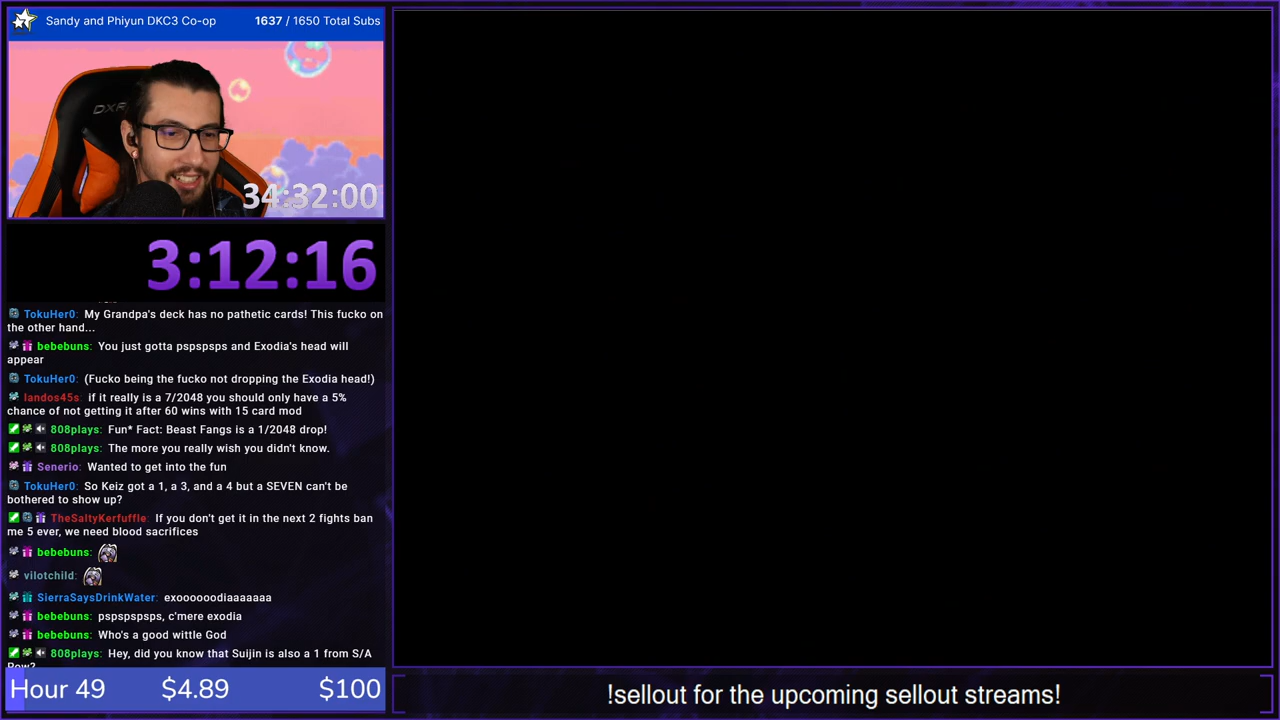 Sandy and Phiyun DKC3 Co-op 1637 / 1650 Total Subs
DXR
34:32:00
3:12:16
TokuHer0: My Grandpa's deck has no pathetic cards! This fucko on
the other hand...
bebebuns: You just gotta pspspsps and Exodia's head will
appear
TokuHer0: (Fucko being the fucko not dropping the Exodia head!)
landos45s: if it really is a 7/2048 you should only have a 5%
chance of not getting it after 60 wins with 15 card mod
808plays: Fun* Fact: Beast Fangs is a 1/2048 drop!
808plays: The more you really wish you didn't know.
Senerio: Wanted to get into the fun
TokuHer0: So Keiz got a 1, a 3, and a 4 but a SEVEN can't be
bothered to show up?
TheSaltyKerfuffle: If you don't get it in the next 2 fights ban
me 5 ever, we need blood sacrifices
bebebuns:
vilotchild:
SierraSaysDrinkWater: exoooooodiaaaaaaa
bebebuns: pspspspsps, c'mere exodia
bebebuns: Who's a good wittle God
808plays: Hey, did you know that Suijin is also a 1 from S/A
Pow?
Hour 49 $4.89 $100
!sellout for the upcoming sellout streams!